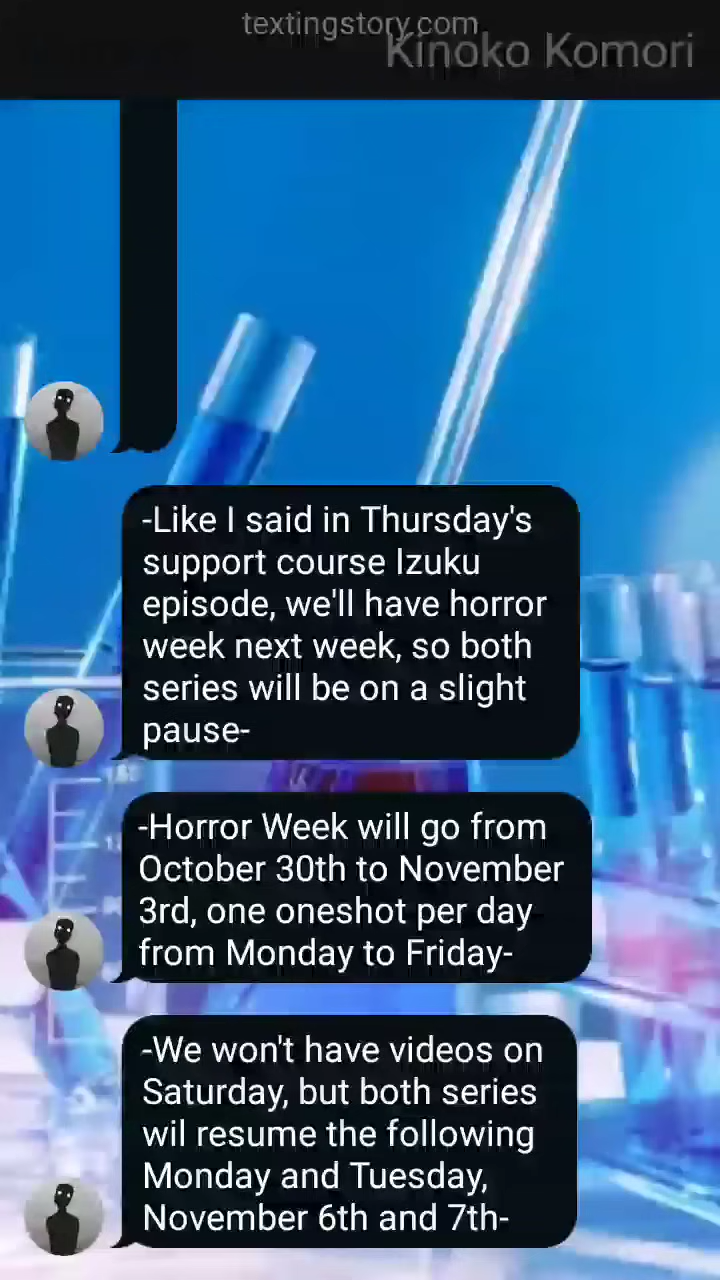 textingstory.com
Kinoko Komori
-Like I said in Thursday's
support course Izuku
episode, we'll have horror
week next week, so both
series will be on a slight
pause-
-Horror Week will go from
October 30th to November
3rd, one oneshot per day
from Monday to Friday-
-We won't have videos on
Saturday, but both series
wil resume the following
Monday and Tuesday,
November 6th and 7th-